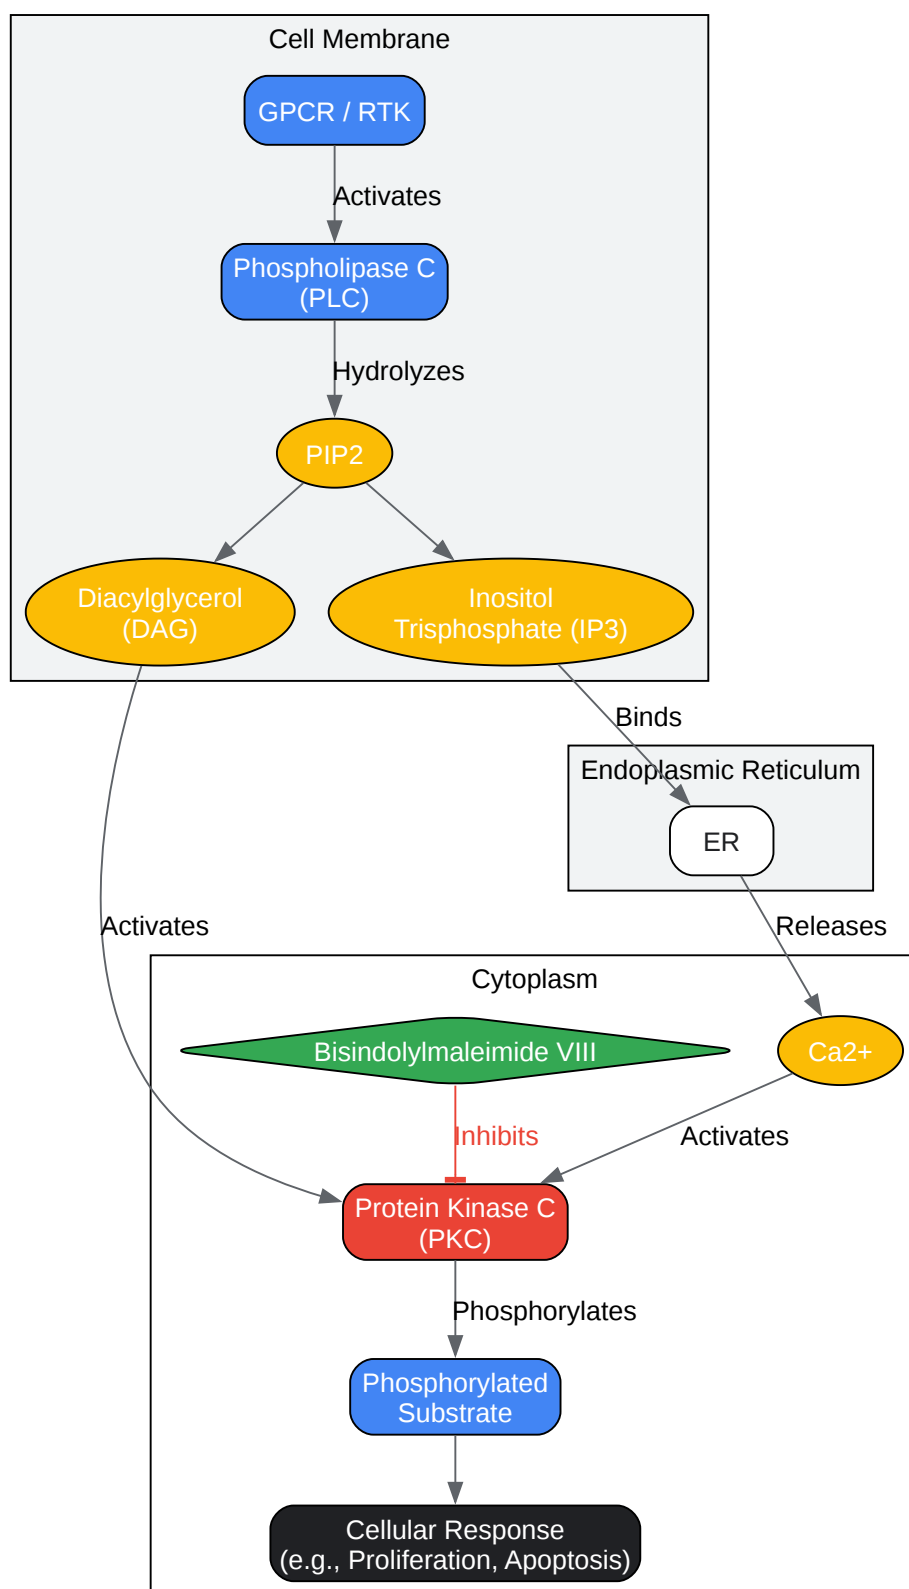 Cell Membrane
GPCR / RTK
Activates
Phospholipase C
(PLC)
Hydrolyzes
PIP2
Diacylglycerol
(DAG)
Inositol
Trisphosphate (IP3)
Binds
Endoplasmic Reticulum
ER
Activates
Releases
Cytoplasm
Bisindolylmaleimide VIII
Ca2+
Inhibits
Activates
Protein Kinase C
(PKC)
Phosphorylates
Phosphorylated
Substrate
Cellular Response
(e.g., Proliferation, Apoptosis)